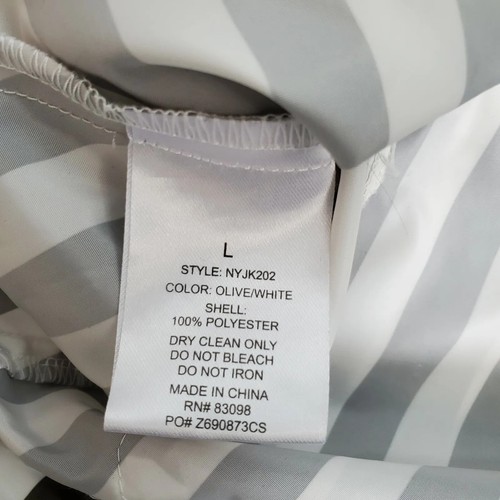 L
STYLE: NYJK202
COLOR: OLIVE/WHITE
SHELL:
100% POLYESTER
DRY CLEAN ONLY
DO NOT BLEACH
DO NOT IRON
MADE IN CHINA
RN# 83098
PO# Z690873CS